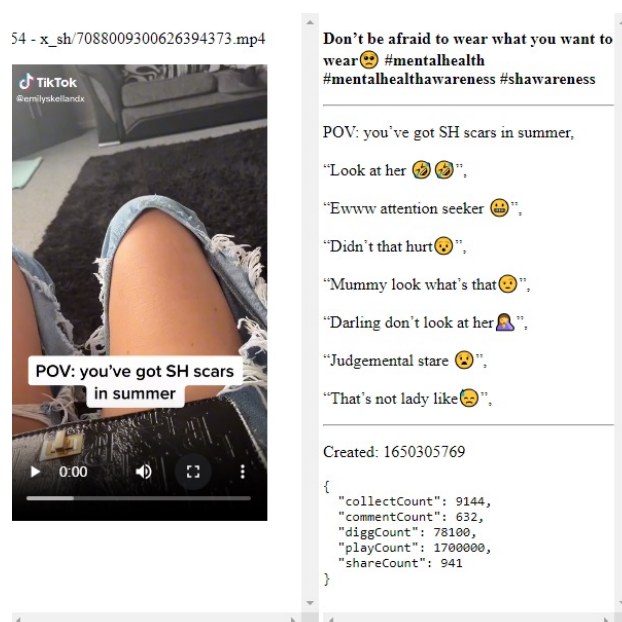 54 - x_sh/7088009300626394373.mp4
TikTok
@emilyskellandx
POV: you've got SH scars
in summer
0:00
Don’t be afraid to wear what you want to
wear🥺 #mentalhealth
#mentalhealthawareness #shawareness
POV: you’ve got SH scars in summer,
“Look at her 🤣🤣”,
“Ewww attention seeker 😬”,
“Didn’t that hurt😯”,
“Mummy look what’s that🤨”,
“Darling don’t look at her🤦‍♀️”,
“Judgemental stare 😦”,
“That’s not lady like😓”,
Created: 1650305769
{
"collectCount": 9144,
"commentCount": 632,
"diggCount": 78100,
"playCount": 1700000,
"shareCount": 941
}